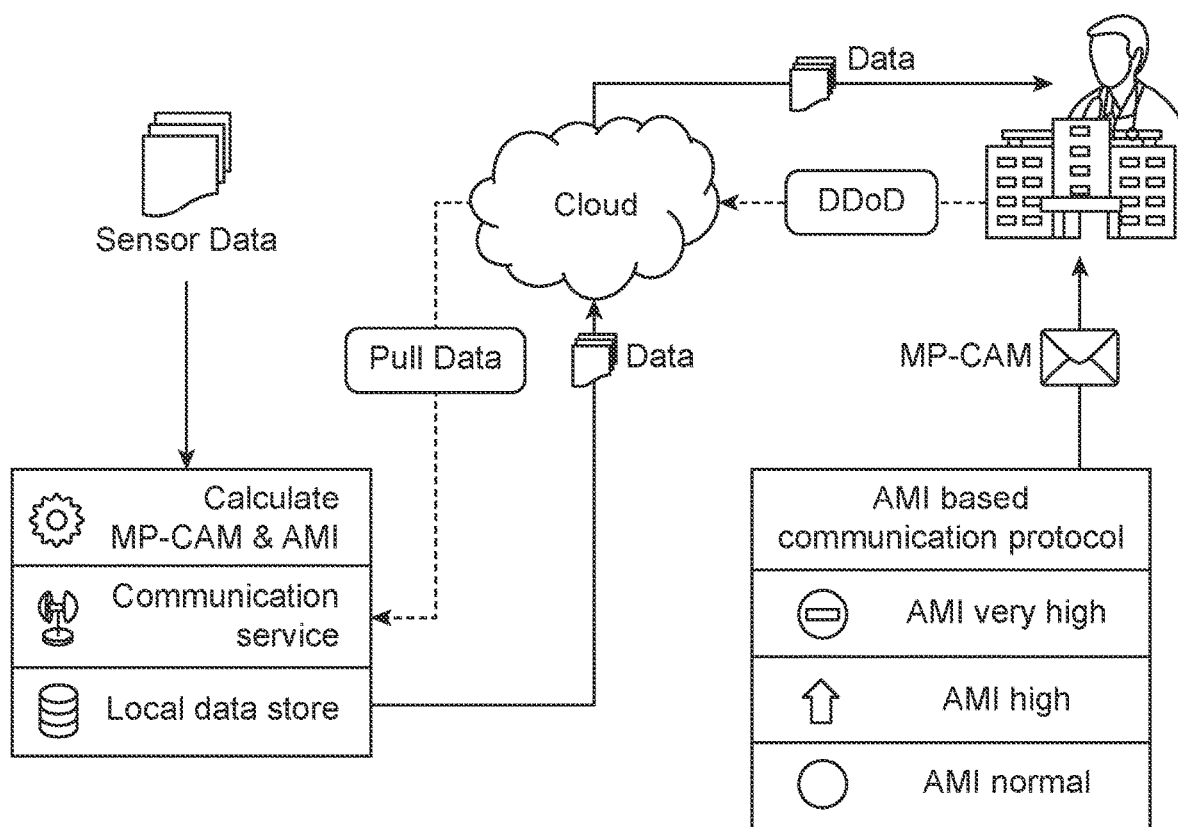 Data
Sensor Data
Cloud
DDoD
Pull Data
Data
MP-CAM
Calculate
MP-CAM & AMI
Communication
service
Local data store
AMI based
communication protocol
AMI very high
AMI high
AMI normal